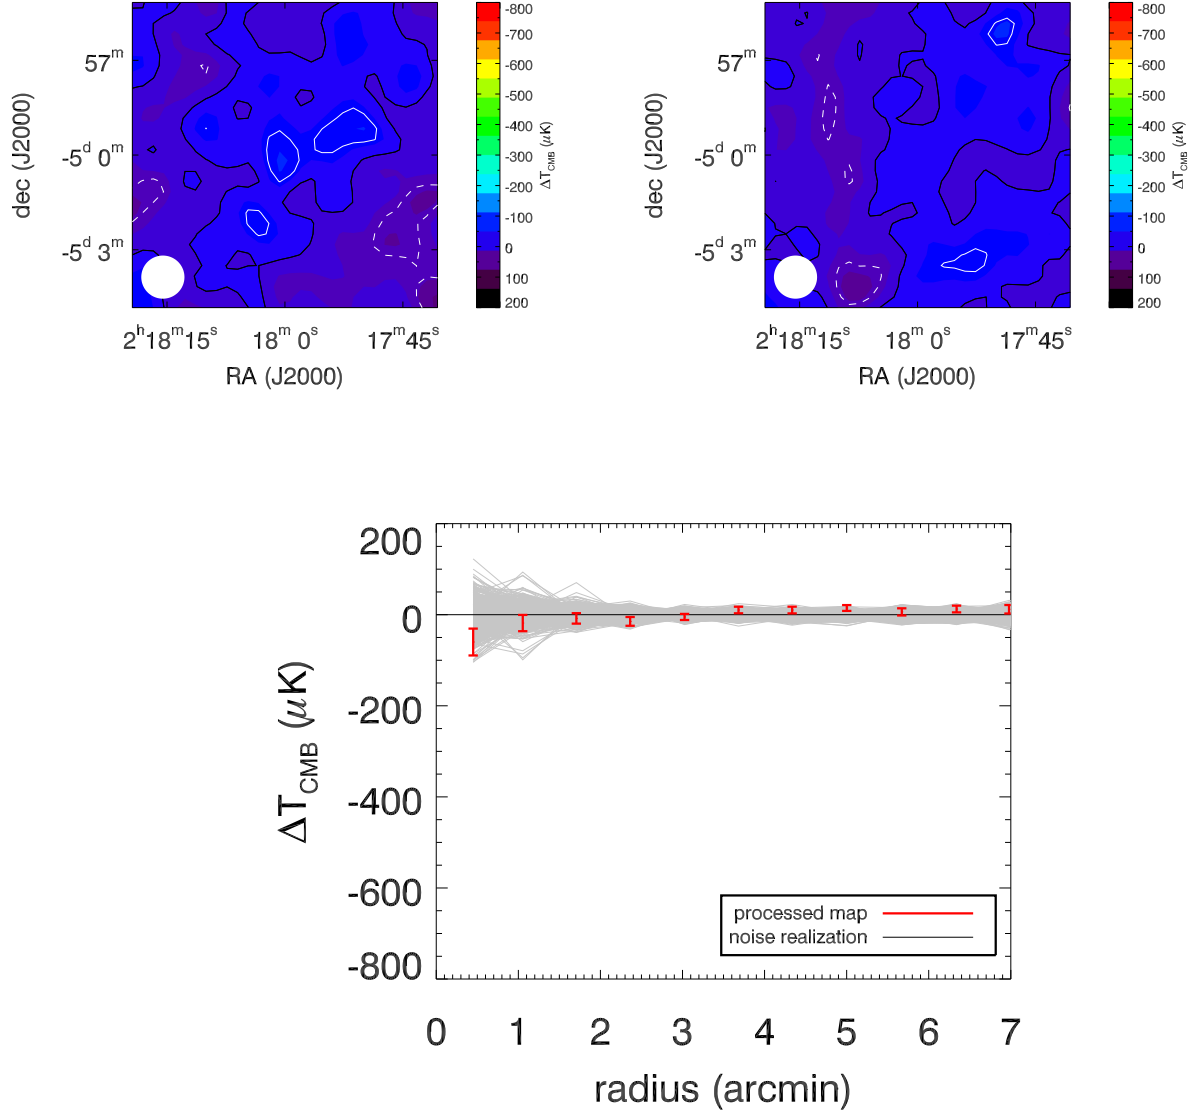 -800
-700
-600
-500
-400
-300
-200
-100
0
100
200
ΔT_CMB (μK)
57ᵐ
-5ᵈ 0ᵐ
-5ᵈ 3ᵐ
dec (J2000)
2ʰ18ᵐ15ˢ 18ᵐ 0ˢ 17ᵐ45ˢ
RA (J2000)
-800
-700
-600
-500
-400
-300
-200
-100
0
100
200
ΔT_CMB (μK)
57ᵐ
-5ᵈ 0ᵐ
-5ᵈ 3ᵐ
dec (J2000)
2ʰ18ᵐ15ˢ 18ᵐ 0ˢ 17ᵐ45ˢ
RA (J2000)
200
0
-200
-400
-600
-800
ΔT_CMB (μK)
processed map
noise realization
0 1 2 3 4 5 6 7
radius (arcmin)